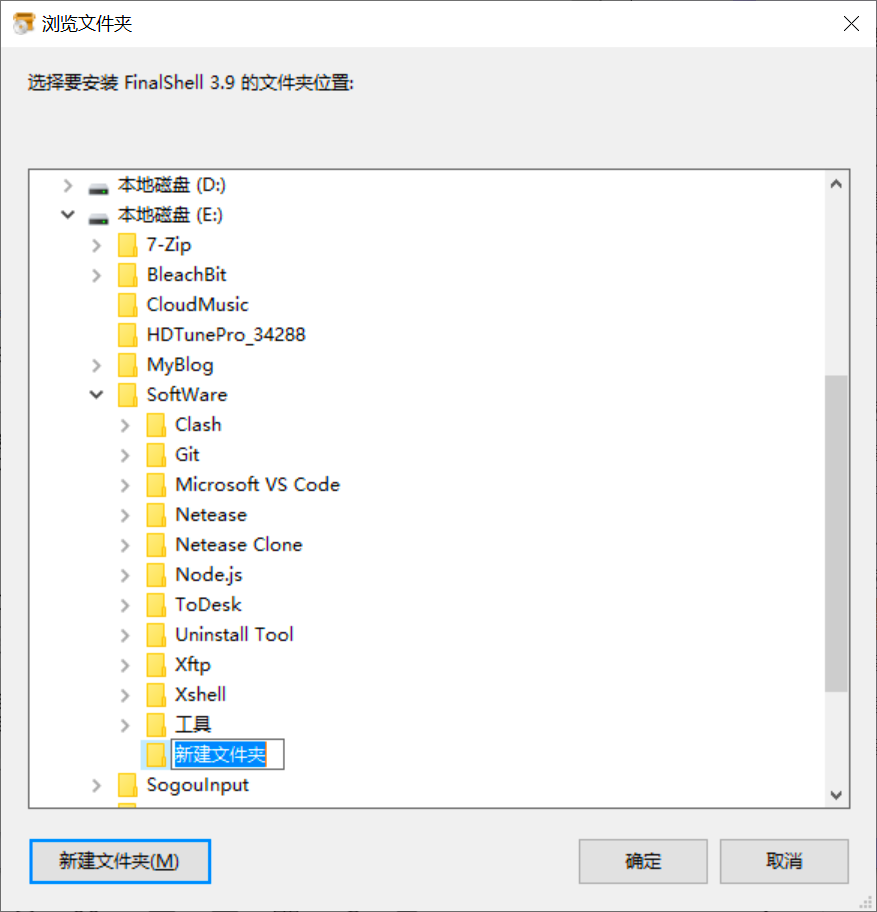 浏览文件夹
选择要安装 FinalShell 3.9 的文件夹位置:
本地磁盘 (D:)
本地磁盘 (E:)
7-Zip
BleachBit
CloudMusic
HDTunePro_34288
MyBlog
SoftWare
Clash
Git
Microsoft VS Code
Netease
Netease Clone
Node.js
ToDesk
Uninstall Tool
Xftp
Xshell
工具
新建文件夹
SogouInput
新建文件夹(M) 确定 取消